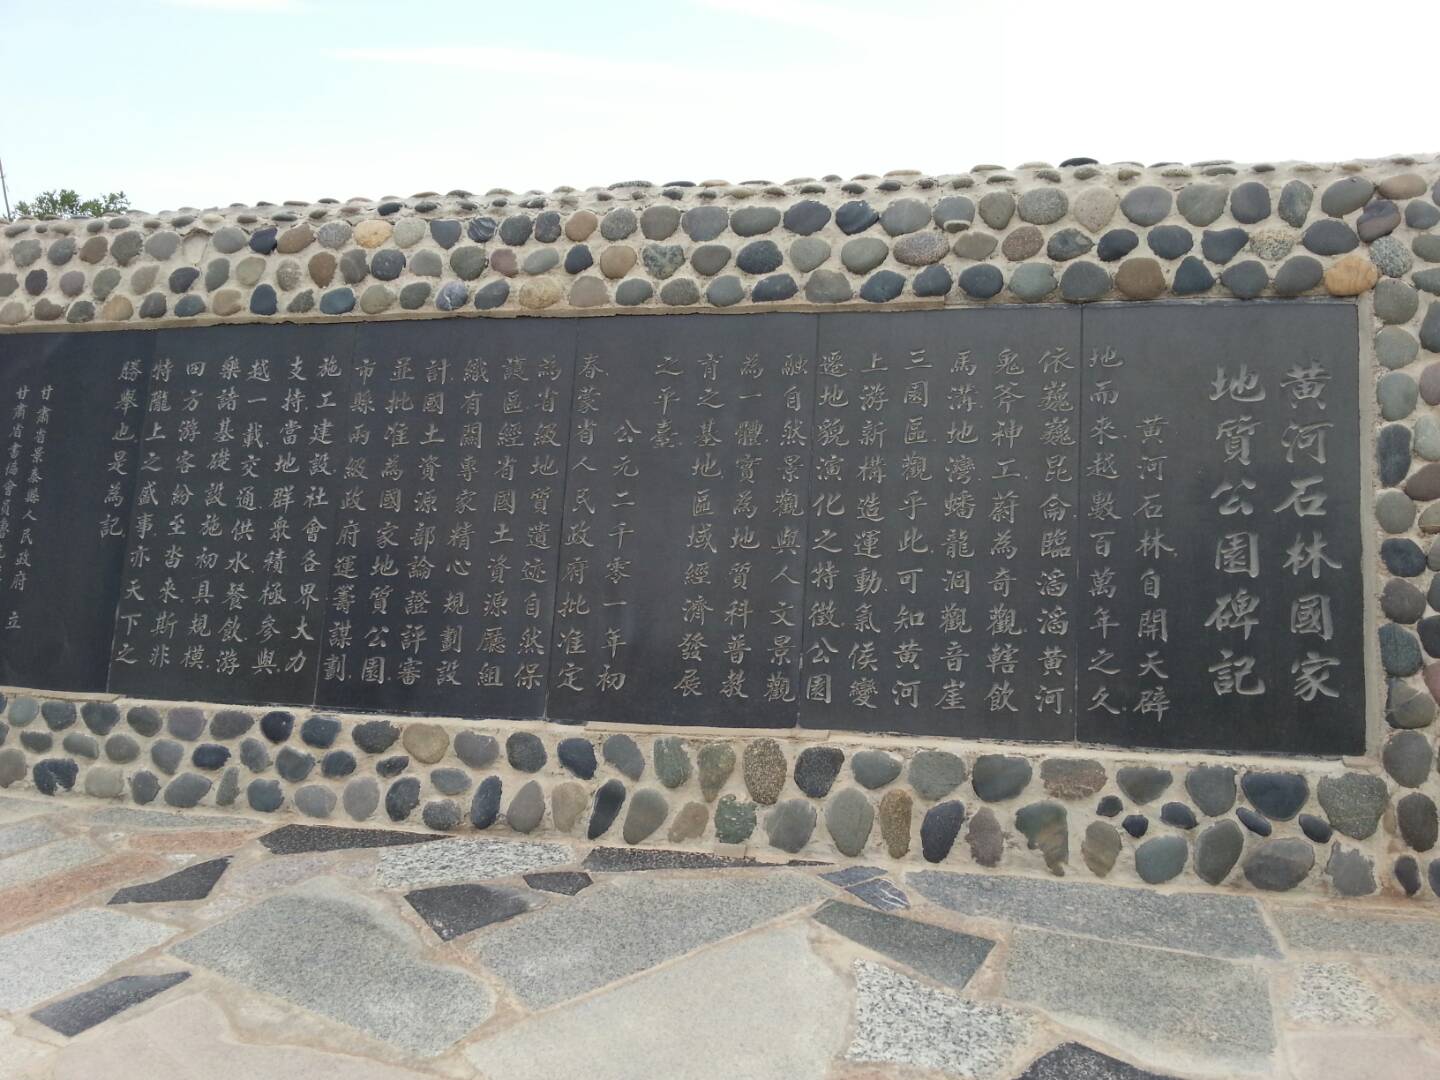 黄河石林國家
地質公園碑記
黄河石林自開天辟
地而来越數百萬年之久
依巍巍昆侖臨滔滔黄河
鬼斧神工蔚為奇觀轄飲
馬溝地灣蟠龍洞觀音崖
三園區觀乎此可知黄河
上游新構造運動氣侯變
遷地貌演化之特徵公園
融自然景觀與人文景觀
為一體實為地質科普教
育之基地區域經濟發展
之平臺
公元二千零一年初
春蒙省人民政府批准定
為省級地質遺迹自然保
護區經省國土資源廳組
織有關專家精心規劃設
計國土資源部論證評審
並批准為國家地質公園
市縣兩級政府運籌謀劃
施工建設社會各界大力
支持當地群衆積極參與
越一載交通供水餐飲游
樂諸基礎設施初具規模
四方游客紛至沓来斯非
特隴上之盛事亦天下之
勝舉也是為記
甘肅省景泰縣人民政府 立
甘肅省書協會員